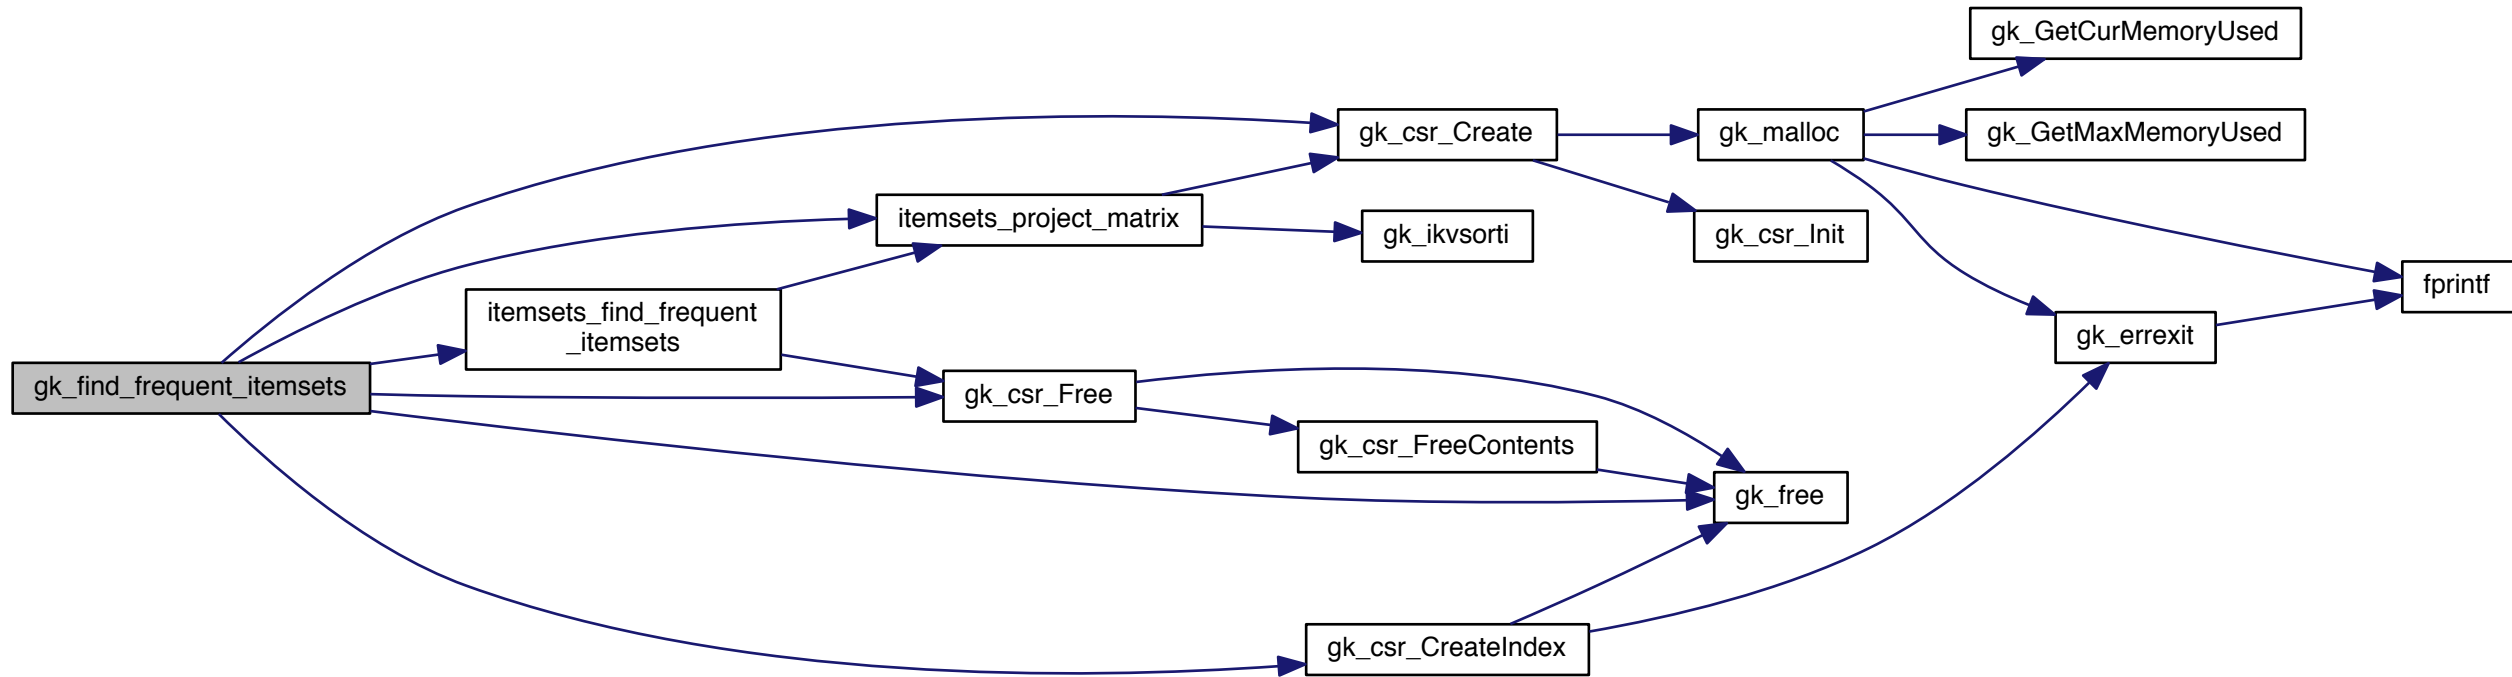 gk_GetCurMemoryUsed
gk_csr_Create
gk_malloc
gk_GetMaxMemoryUsed
itemsets_project_matrix
gk_ikvsorti
gk_csr_Init
fprintf
itemsets_find_frequent
_itemsets
gk_errexit
gk_find_frequent_itemsets
gk_csr_Free
gk_csr_FreeContents
gk_free
gk_csr_CreateIndex